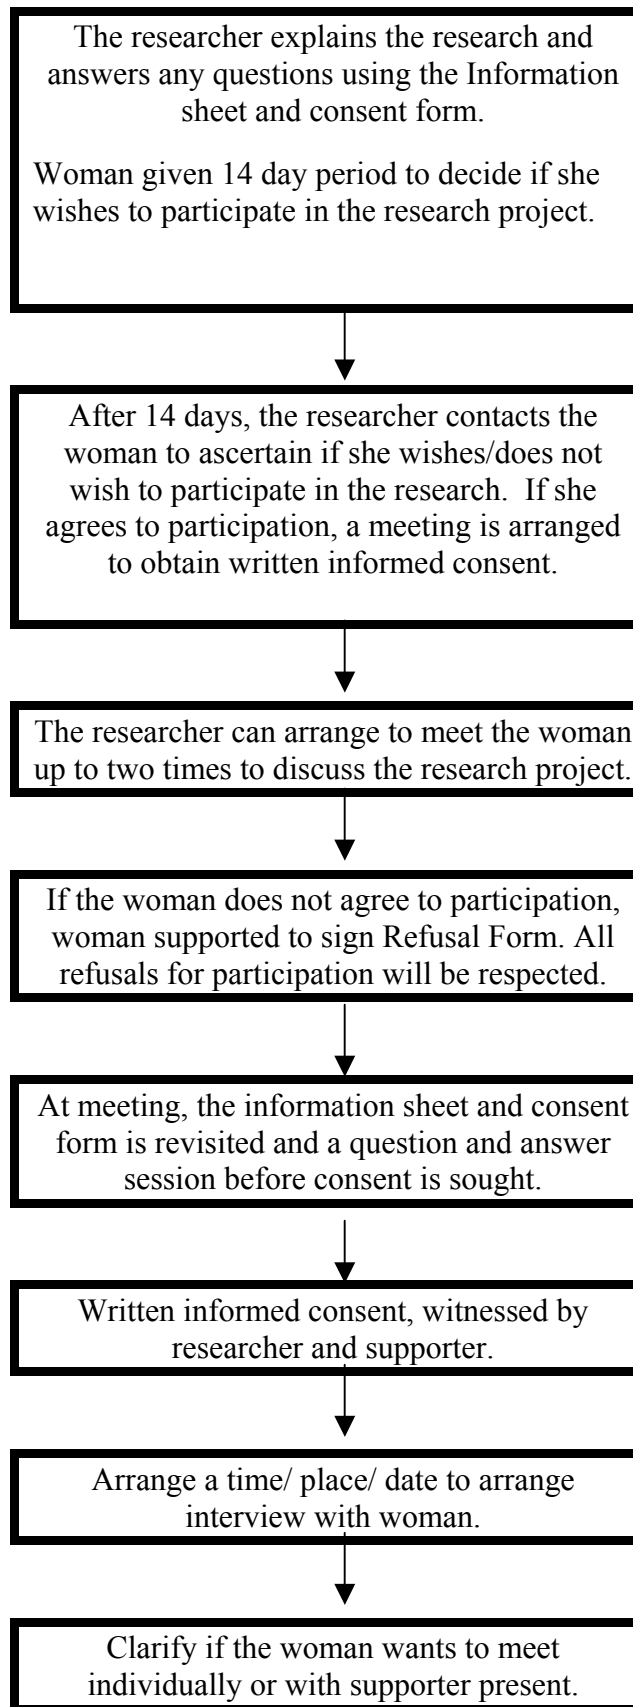 The researcher explains the research and
answers any questions using the Information
sheet and consent form.
Woman given 14 day period to decide if she
wishes to participate in the research project.
After 14 days, the researcher contacts the
woman to ascertain if she wishes/does not
wish to participate in the research.  If she
agrees to participation, a meeting is arranged
to obtain written informed consent.
The researcher can arrange to meet the woman
up to two times to discuss the research project.
If the woman does not agree to participation,
woman supported to sign Refusal Form. All
refusals for participation will be respected.
At meeting, the information sheet and consent
form is revisited and a question and answer
session before consent is sought.
Written informed consent, witnessed by
researcher and supporter.
Arrange a time/ place/ date to arrange
interview with woman.
Clarify if the woman wants to meet
individually or with supporter present.